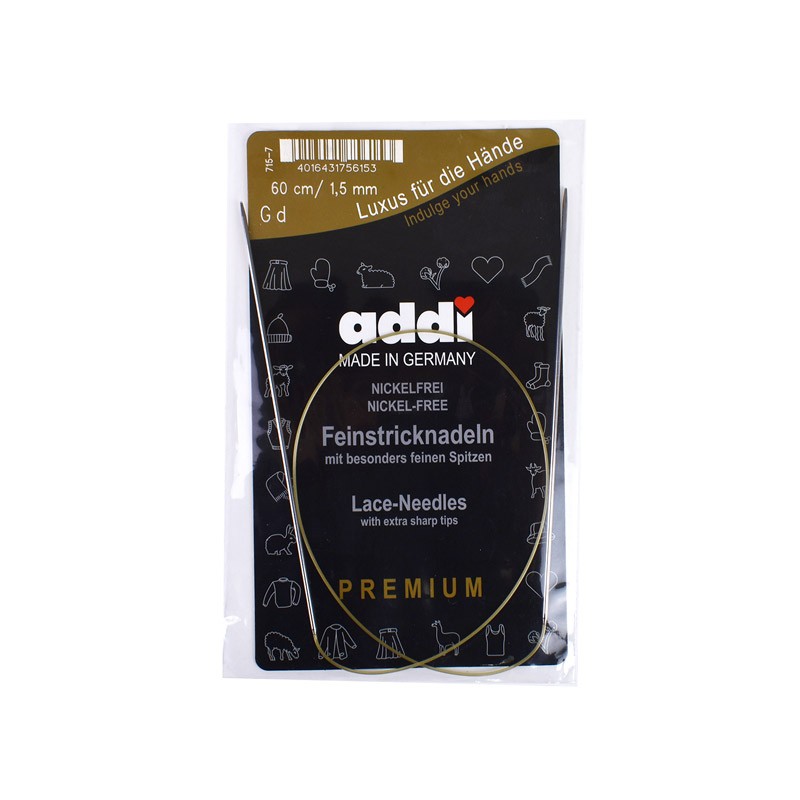 715-7
4016431756153
60 cm/ 1,5 mm
G d
Luxus für die Hände
Indulge your hands
addi
MADE IN GERMANY
NICKELFREI
NICKEL-FREE
Feinstricknadeln
mit besonders feinen Spitzen
Lace-Needles
with extra sharp tips
PREMIUM